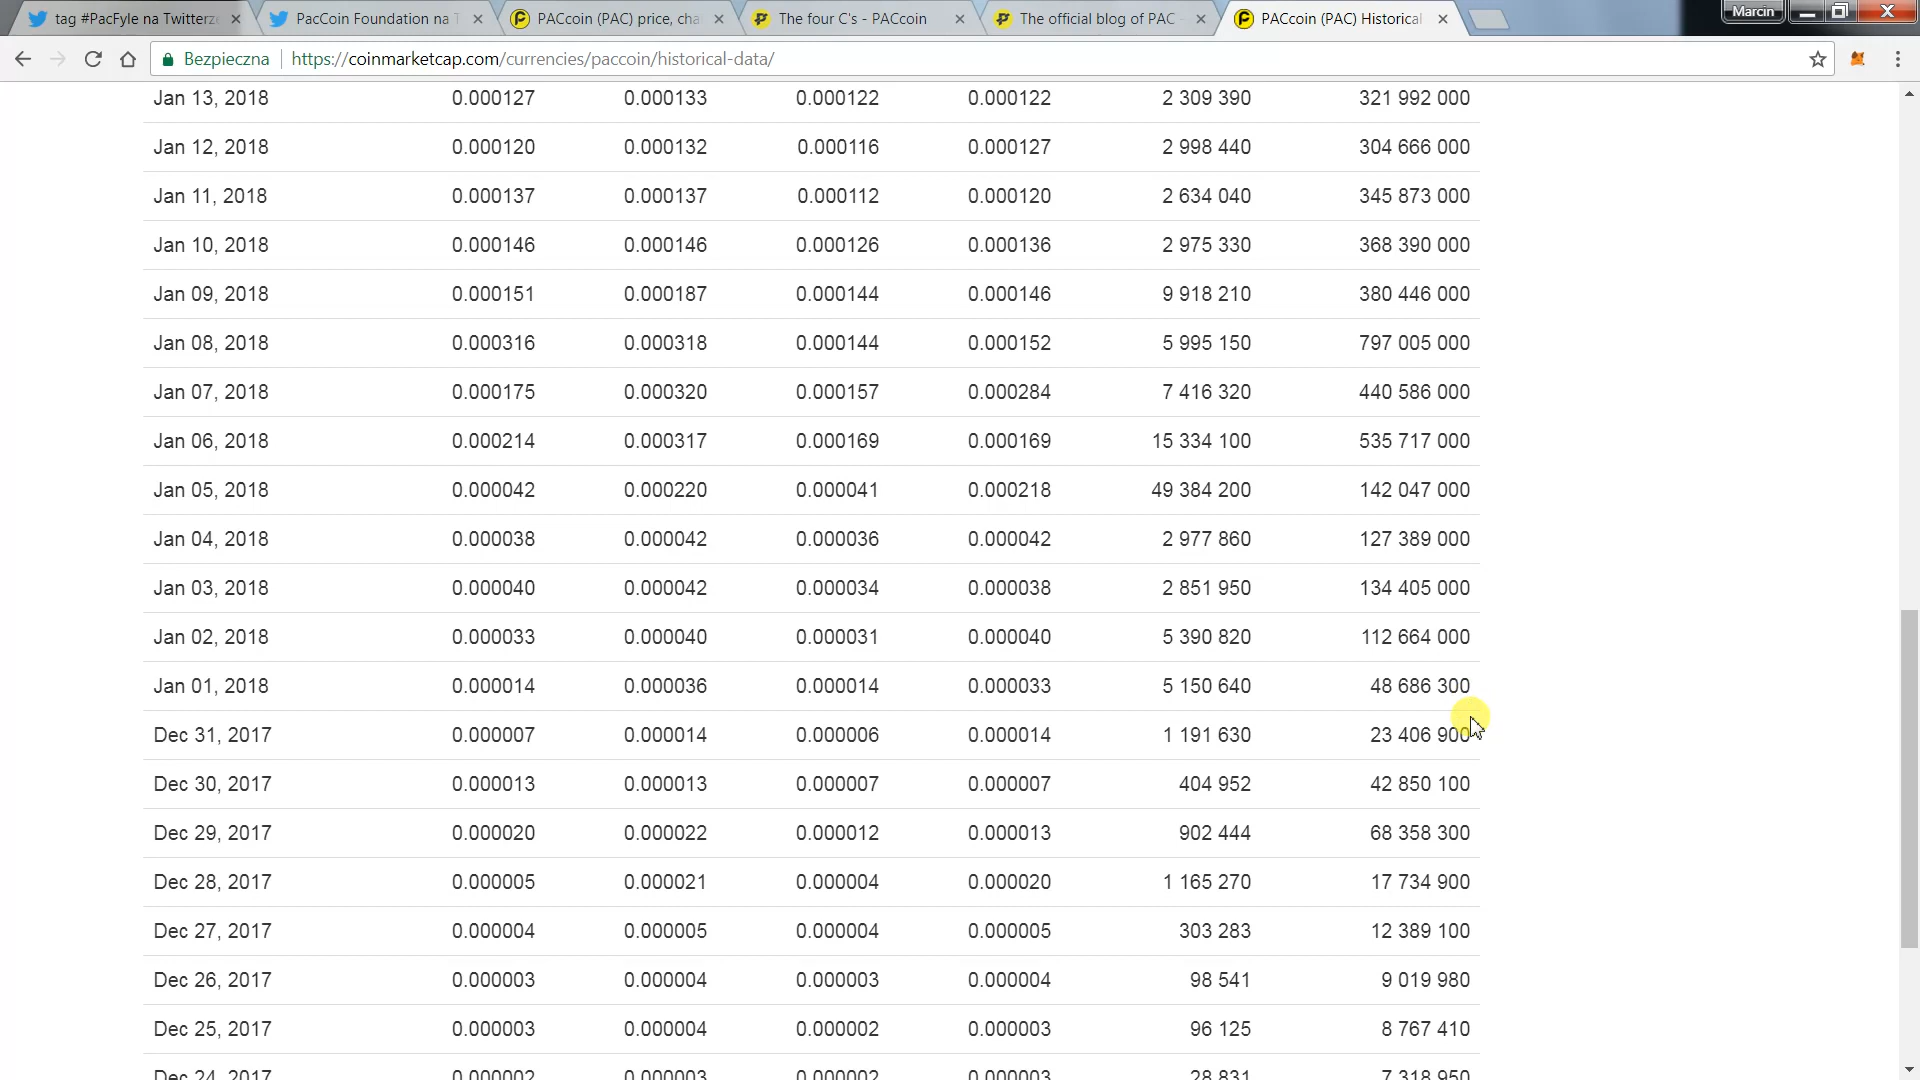 tag #PacFyle na Twitterze
PacCoin Foundation na T
PACcoin (PAC) price, cha
The four C's - PACcoin
The official blog of PAC -
PACcoin (PAC) Historical
Marcin
Bezpieczna https://coinmarketcap.com/currencies/paccoin/historical-data/
Jan 13, 2018 0.000127 0.000133 0.000122 0.000122 2 309 390 321 992 000
Jan 12, 2018 0.000120 0.000132 0.000116 0.000127 2 998 440 304 666 000
Jan 11, 2018 0.000137 0.000137 0.000112 0.000120 2 634 040 345 873 000
Jan 10, 2018 0.000146 0.000146 0.000126 0.000136 2 975 330 368 390 000
Jan 09, 2018 0.000151 0.000187 0.000144 0.000146 9 918 210 380 446 000
Jan 08, 2018 0.000316 0.000318 0.000144 0.000152 5 995 150 797 005 000
Jan 07, 2018 0.000175 0.000320 0.000157 0.000284 7 416 320 440 586 000
Jan 06, 2018 0.000214 0.000317 0.000169 0.000169 15 334 100 535 717 000
Jan 05, 2018 0.000042 0.000220 0.000041 0.000218 49 384 200 142 047 000
Jan 04, 2018 0.000038 0.000042 0.000036 0.000042 2 977 860 127 389 000
Jan 03, 2018 0.000040 0.000042 0.000034 0.000038 2 851 950 134 405 000
Jan 02, 2018 0.000033 0.000040 0.000031 0.000040 5 390 820 112 664 000
Jan 01, 2018 0.000014 0.000036 0.000014 0.000033 5 150 640 48 686 300
Dec 31, 2017 0.000007 0.000014 0.000006 0.000014 1 191 630 23 406 900
Dec 30, 2017 0.000013 0.000013 0.000007 0.000007 404 952 42 850 100
Dec 29, 2017 0.000020 0.000022 0.000012 0.000013 902 444 68 358 300
Dec 28, 2017 0.000005 0.000021 0.000004 0.000020 1 165 270 17 734 900
Dec 27, 2017 0.000004 0.000005 0.000004 0.000005 303 283 12 389 100
Dec 26, 2017 0.000003 0.000004 0.000003 0.000004 98 541 9 019 980
Dec 25, 2017 0.000003 0.000004 0.000002 0.000003 96 125 8 767 410
Dec 24, 2017 0.000002 0.000003 0.000002 0.000003 28 831 7 318 950